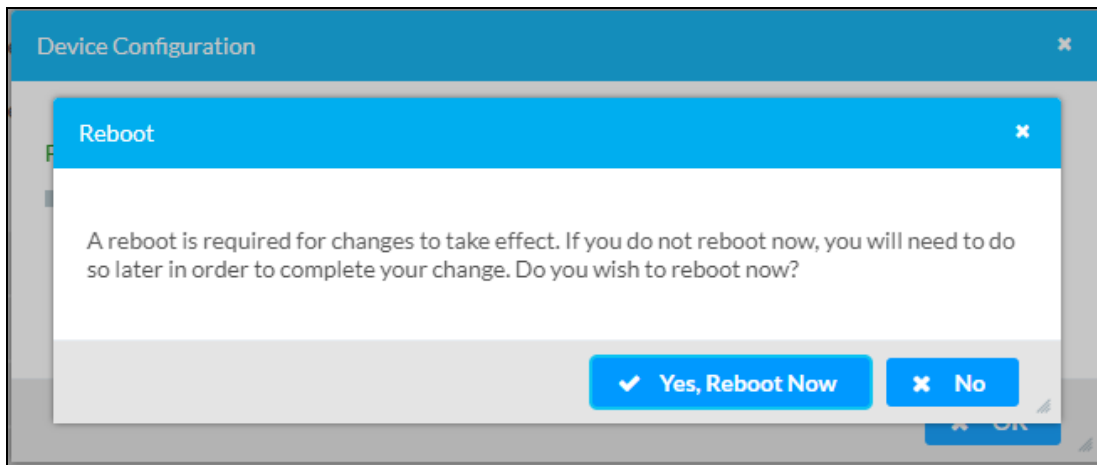 Device Configuration
Reboot
A reboot is required for changes to take effect. If you do not reboot now, you will need to do
so later in order to complete your change. Do you wish to reboot now?
Yes, Reboot Now
No
OK